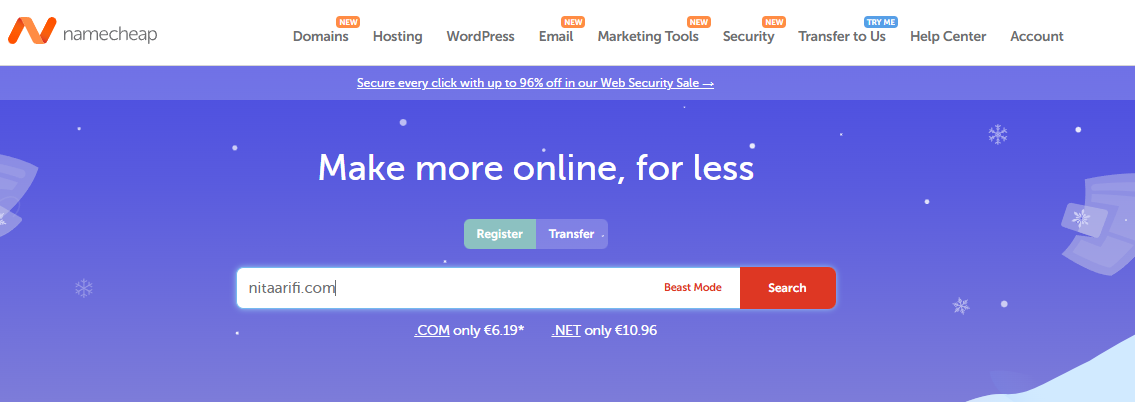 namecheap
NEW NEW NEW NEW TRY ME
Domains Hosting WordPress Email Marketing Tools Security Transfer to Us Help Center Account
Secure every click with up to 96% off in our Web Security Sale →
Make more online, for less
Register Transfer
nitaarifi.com Beast Mode Search
.COM only €6.19* .NET only €10.96